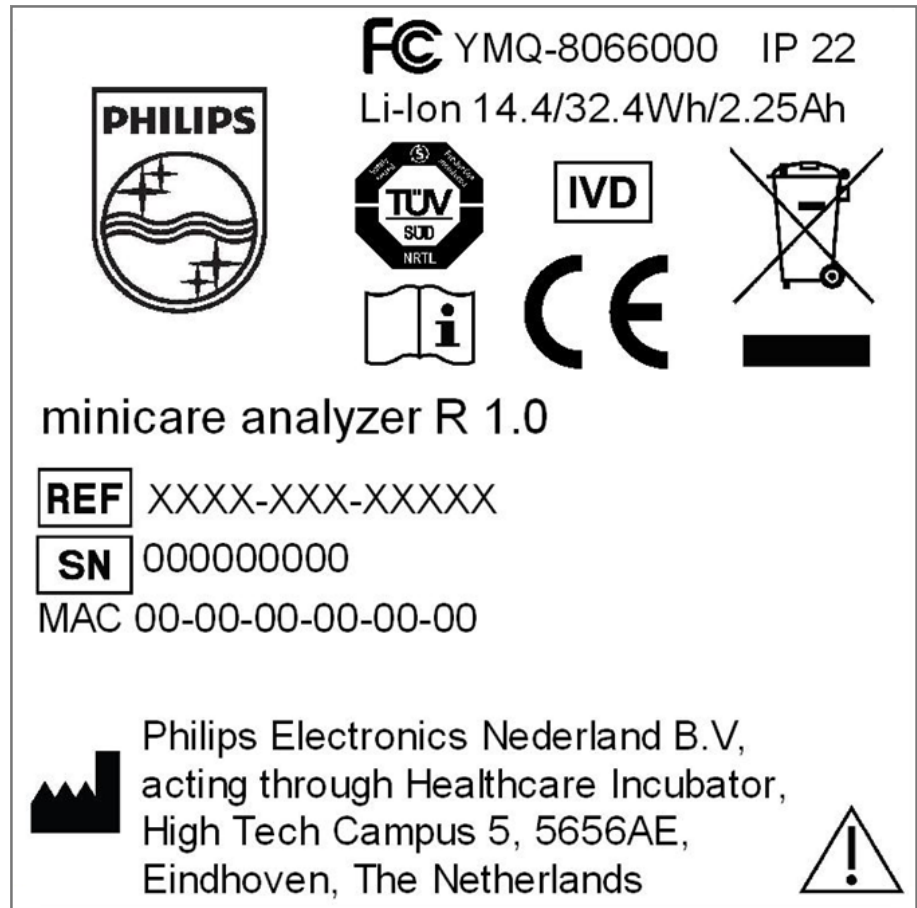 FC YMQ-8066000 IP 22
PHILIPS
Li-Ion 14.4/32.4Wh/2.25Ah
TÜV
SÜD
NRTL
IVD
i
CE
minicare analyzer R 1.0
REF XXXX-XXX-XXXXX
SN 000000000
MAC 00-00-00-00-00-00
Philips Electronics Nederland B.V,
acting through Healthcare Incubator,
High Tech Campus 5, 5656AE,
Eindhoven, The Netherlands